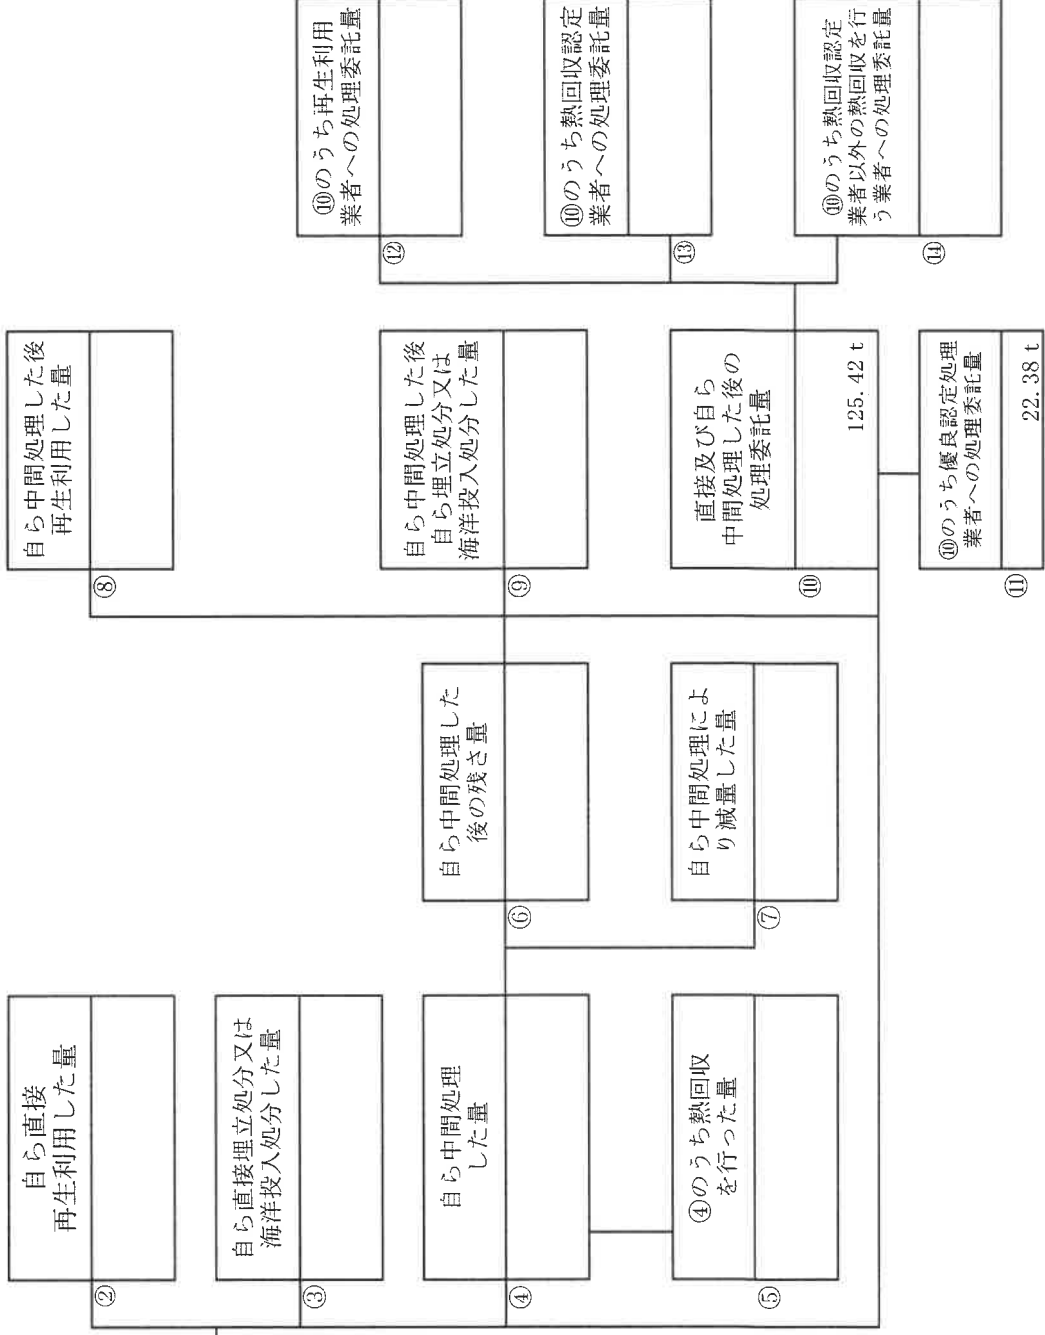 自ら直接
再生利用した量
②
自ら直接埋立処分又は
海洋投入処分した量
③
自ら中間処理
した量
④
④のうち熱回収
を行った量
⑤
自ら中間処理した
後の残さ量
⑥
自ら中間処理によ
り減量した量
⑦
自ら中間処理した後
再生利用した量
⑧
自ら中間処理した後
自ら埋立処分又は
海洋投入処分した量
⑨
直接及び自ら
中間処理した後の
処理委託量
125.42 t
⑩
⑩のうち優良認定処理
業者への処理委託量
22.38 t
⑪
⑩のうち再生利用
業者への処理委託量
⑫
⑩のうち熱回収認定
業者への処理委託量
⑬
⑩のうち熱回収認定
業者以外の熱回収を行
う業者への処理委託量
⑭